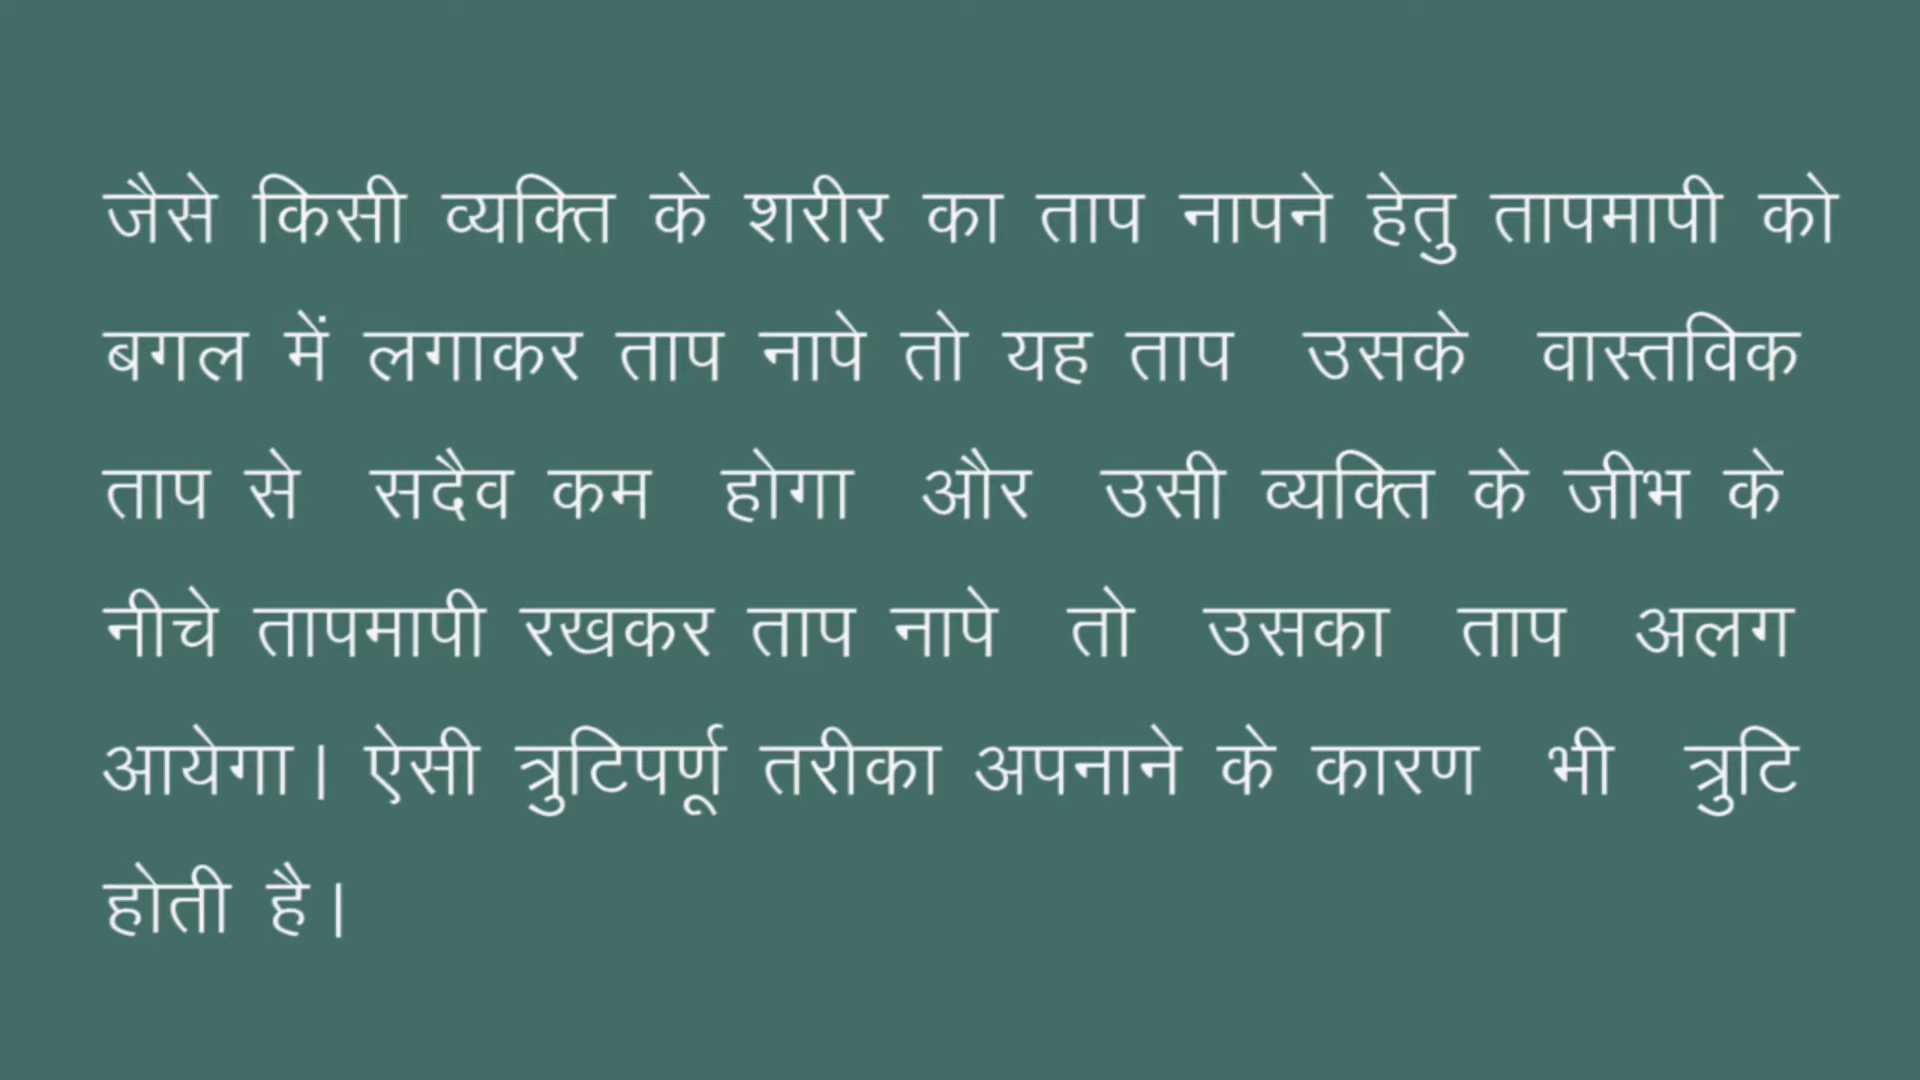 जैसे किसी व्यक्ति के शरीर का ताप नापने हेतु तापमापी को
बगल में लगाकर ताप नापे तो यह ताप उसके वास्तविक
ताप से सदैव कम होगा और उसी व्यक्ति के जीभ के
नीचे तापमापी रखकर ताप नापे तो उसका ताप अलग
आयेगा। ऐसी त्रुटिपर्णू तरीका अपनाने के कारण भी त्रुटि
होती है।